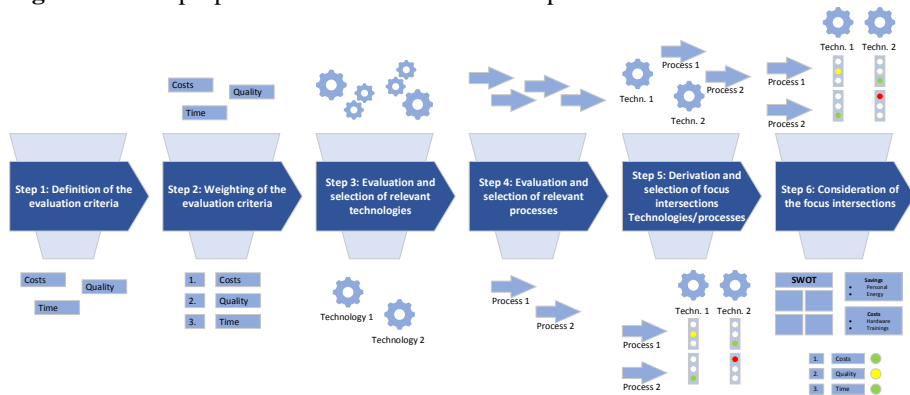 Techn. 1
Techn. 2
Costs
Quality
Time
Process 1
Process 2
Techn. 1
Techn. 2
Process 1
Process 2
Step 1: Definition of the
evaluation criteria
Step 2: Weighting of the
evaluation criteria
Step 3: Evaluation and
selection of relevant
technologies
Step 4: Evaluation and
selection of relevant
processes
Step 5: Derivation and
selection of focus
intersections
Technologies/processes
Step 6: Consideration of
the focus intersections
Costs
Quality
Time
1. Costs
2. Quality
3. Time
Technology 1
Technology 2
Process 1
Process 2
Techn. 1
Techn. 2
Process 1
Process 2
SWOT
Savings
• Personal
• Energy
Costs
• Hardware
• Trainings
1. Costs
2. Quality
3. Time